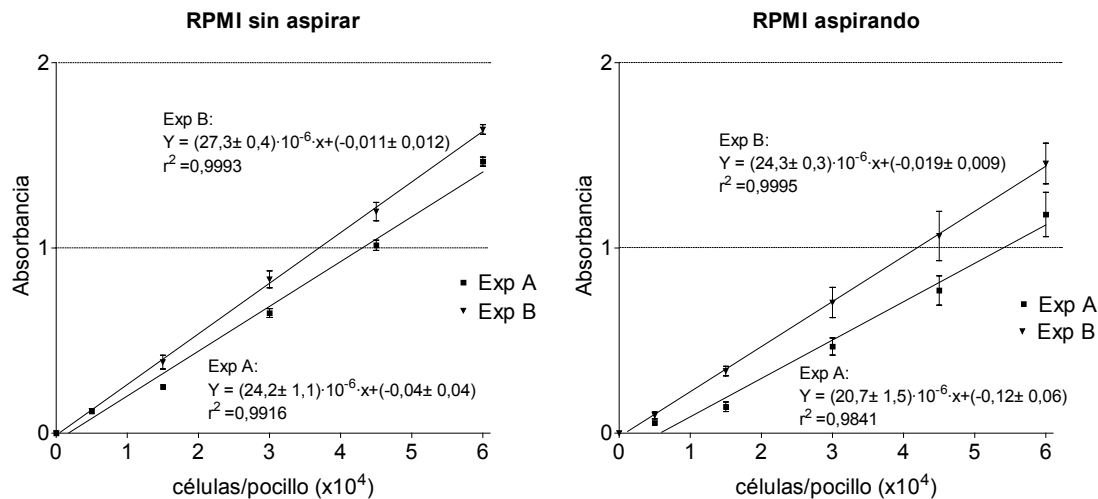 RPMI sin aspirar
Absorbancia
2
1
0
Exp B:
Y = (27,3± 0,4)·10⁻⁶·x+(-0,011± 0,012)
r² =0,9993
Exp A
Exp B
Exp A:
Y = (24,2± 1,1)·10⁻⁶·x+(-0,04± 0,04)
r² =0,9916
0 1 2 3 4 5 6
células/pocillo (x10⁴)
RPMI aspirando
Absorbancia
2
1
0
Exp B:
Y = (24,3± 0,3)·10⁻⁶·x+(-0,019± 0,009)
r² =0,9995
Exp A
Exp B
Exp A:
Y = (20,7± 1,5)·10⁻⁶·x+(-0,12± 0,06)
r² =0,9841
0 1 2 3 4 5 6
células/pocillo (x10⁴)